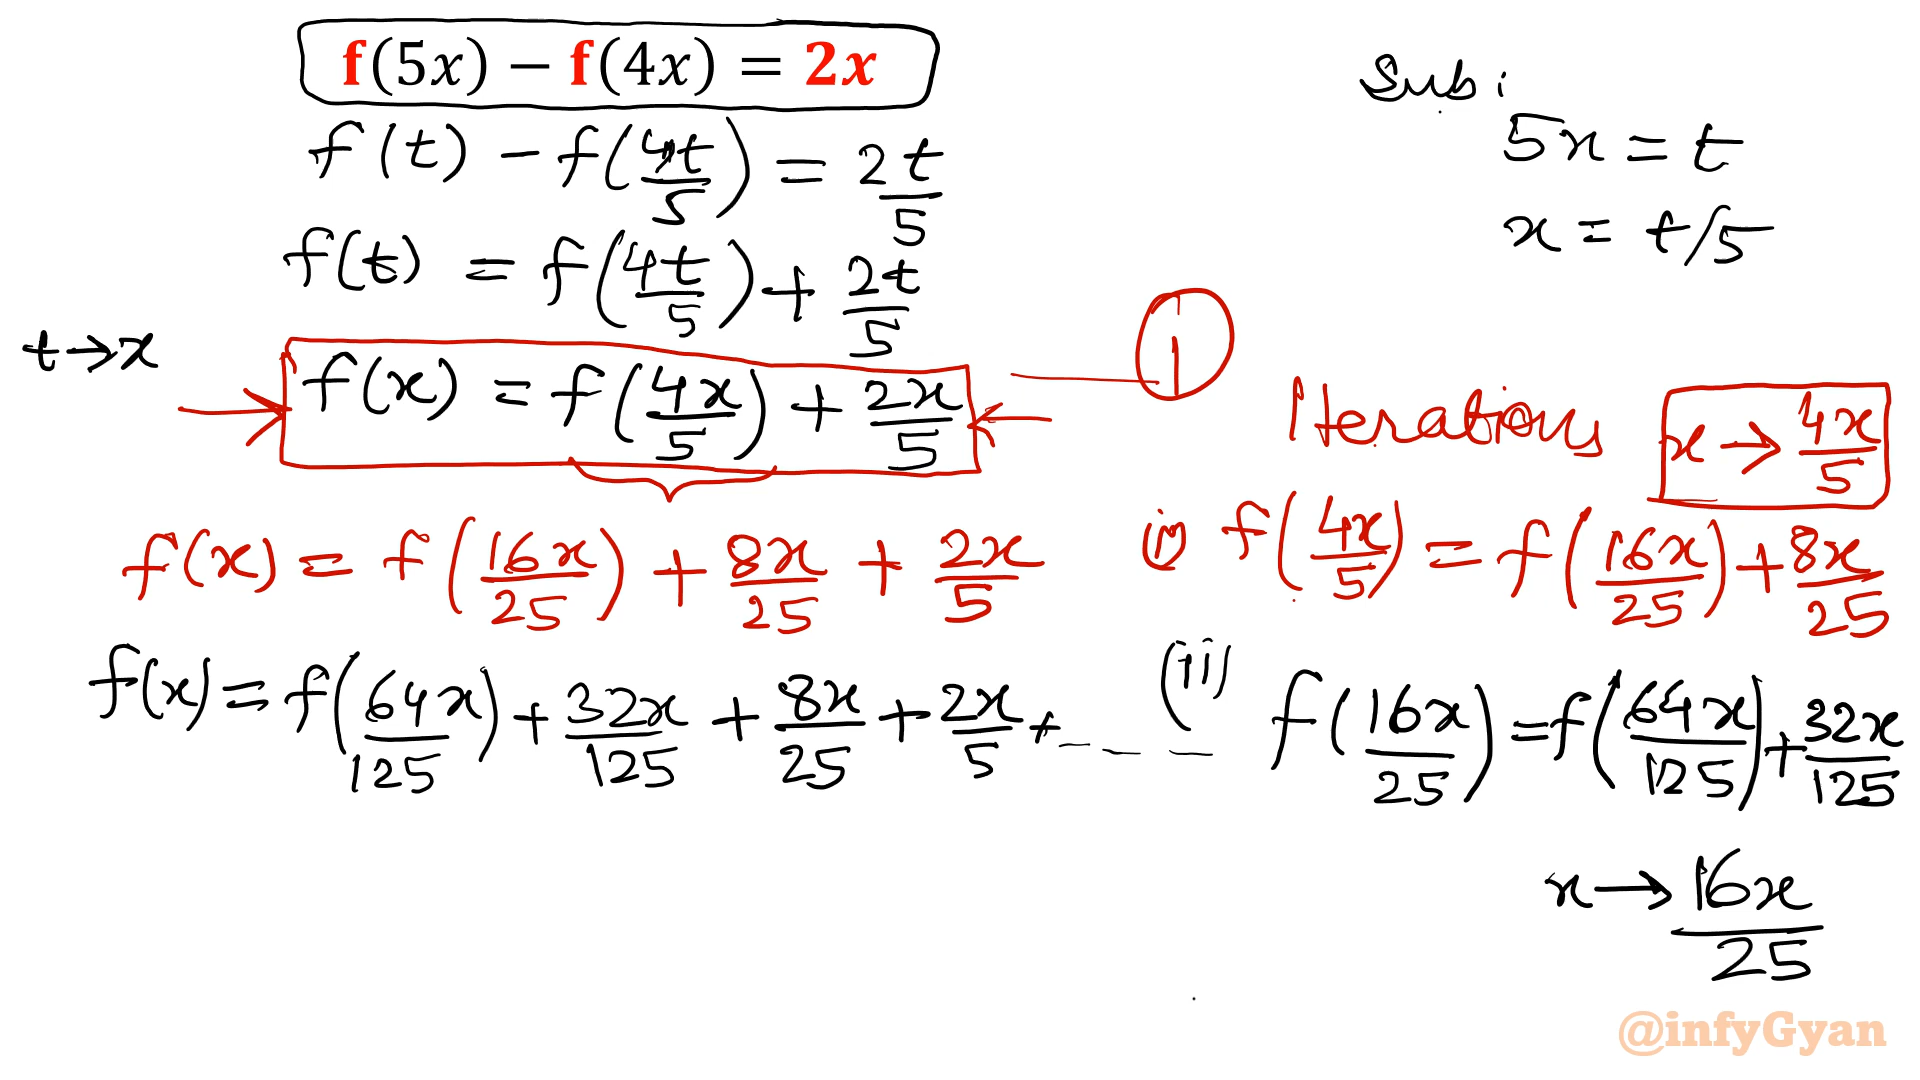 f(5x) − f(4x) = 2x
Sub:
5x = t
x = t/5
f(t) − f(4t/5) = 2t/5
f(t) = f(4t/5) + 2t/5
t→x
f(x) = f(4x/5) + 2x/5 —— 1
Iterations x → 4x/5
f(x) = f(16x/25) + 8x/25 + 2x/5
(i) f(4x/5) = f(16x/25) + 8x/25
f(x) = f(64x/125) + 32x/125 + 8x/25 + 2x/5 + - - - -
(ii) f(16x/25) = f(64x/125) + 32x/125
x → 16x/25
@infyGyan